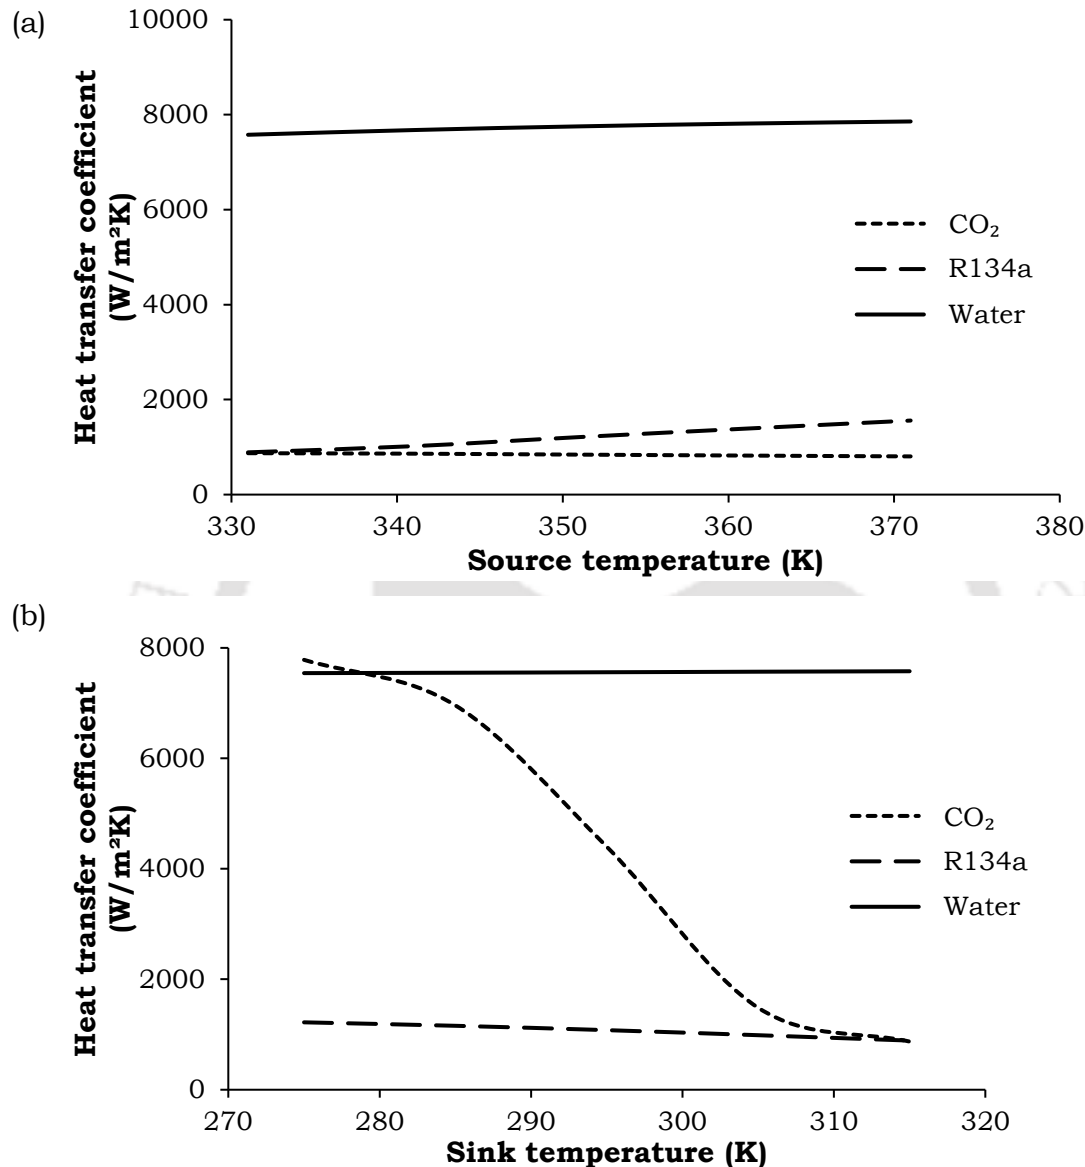 (a)
10000
8000
6000
4000
2000
0
Heat transfer coefficient
(W/m²K)
CO₂
R134a
Water
330 340 350 360 370 380
Source temperature (K)
(b)
8000
6000
4000
2000
0
Heat transfer coefficient
(W/m²K)
CO₂
R134a
Water
270 280 290 300 310 320
Sink temperature (K)